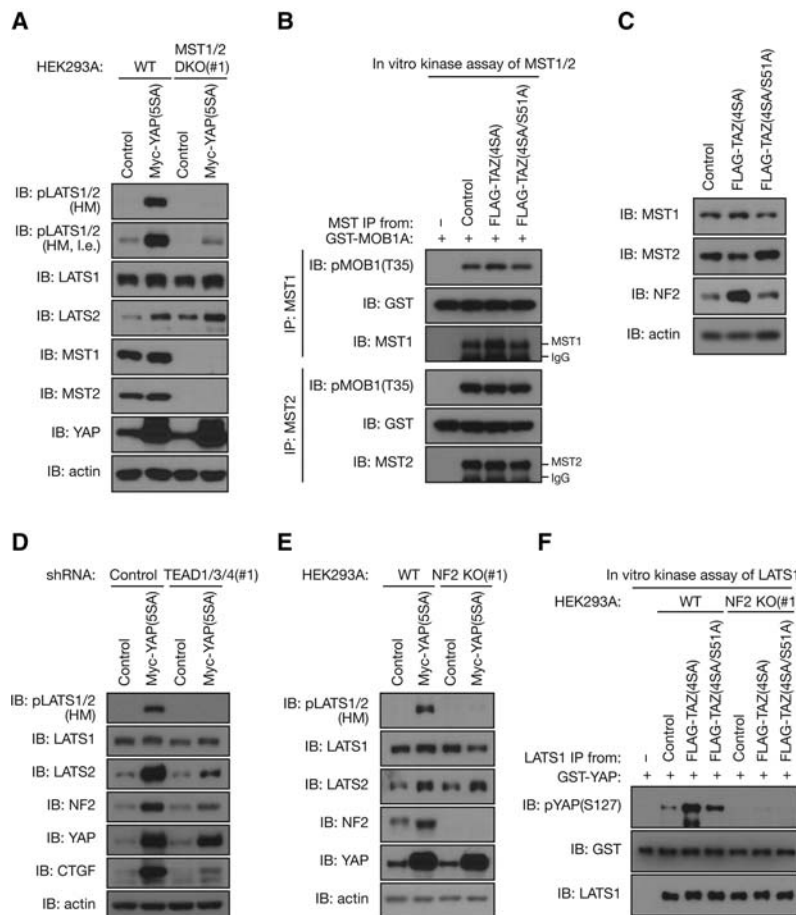 A
HEK293A: WT MST1/2 DKO(#1)
Control Myc-YAP(5SA) Control Myc-YAP(5SA)
IB: pLATS1/2 (HM)
IB: pLATS1/2 (HM, l.e.)
IB: LATS1
IB: LATS2
IB: MST1
IB: MST2
IB: YAP
IB: actin
B
In vitro kinase assay of MST1/2
MST IP from: – Control FLAG-TAZ(4SA) FLAG-TAZ(4SA/S51A)
GST-MOB1A: + + + +
IP: MST1
IB: pMOB1(T35)
IB: GST
IB: MST1
MST1
IgG
IP: MST2
IB: pMOB1(T35)
IB: GST
IB: MST2
MST2
IgG
C
Control FLAG-TAZ(4SA) FLAG-TAZ(4SA/S51A)
IB: MST1
IB: MST2
IB: NF2
IB: actin
D
shRNA: Control TEAD1/3/4(#1)
Control Myc-YAP(5SA) Control Myc-YAP(5SA)
IB: pLATS1/2 (HM)
IB: LATS1
IB: LATS2
IB: NF2
IB: YAP
IB: CTGF
IB: actin
E
HEK293A: WT NF2 KO(#1)
Control Myc-YAP(5SA) Control Myc-YAP(5SA)
IB: pLATS1/2 (HM)
IB: LATS1
IB: LATS2
IB: NF2
IB: YAP
IB: actin
F
In vitro kinase assay of LATS1
HEK293A: WT NF2 KO(#1
LATS1 IP from: – Control FLAG-TAZ(4SA) FLAG-TAZ(4SA/S51A) Control FLAG-TAZ(4SA) FLAG-TAZ(4SA/S51A)
GST-YAP: + + + + + + +
IB: pYAP(S127)
IB: GST
IB: LATS1